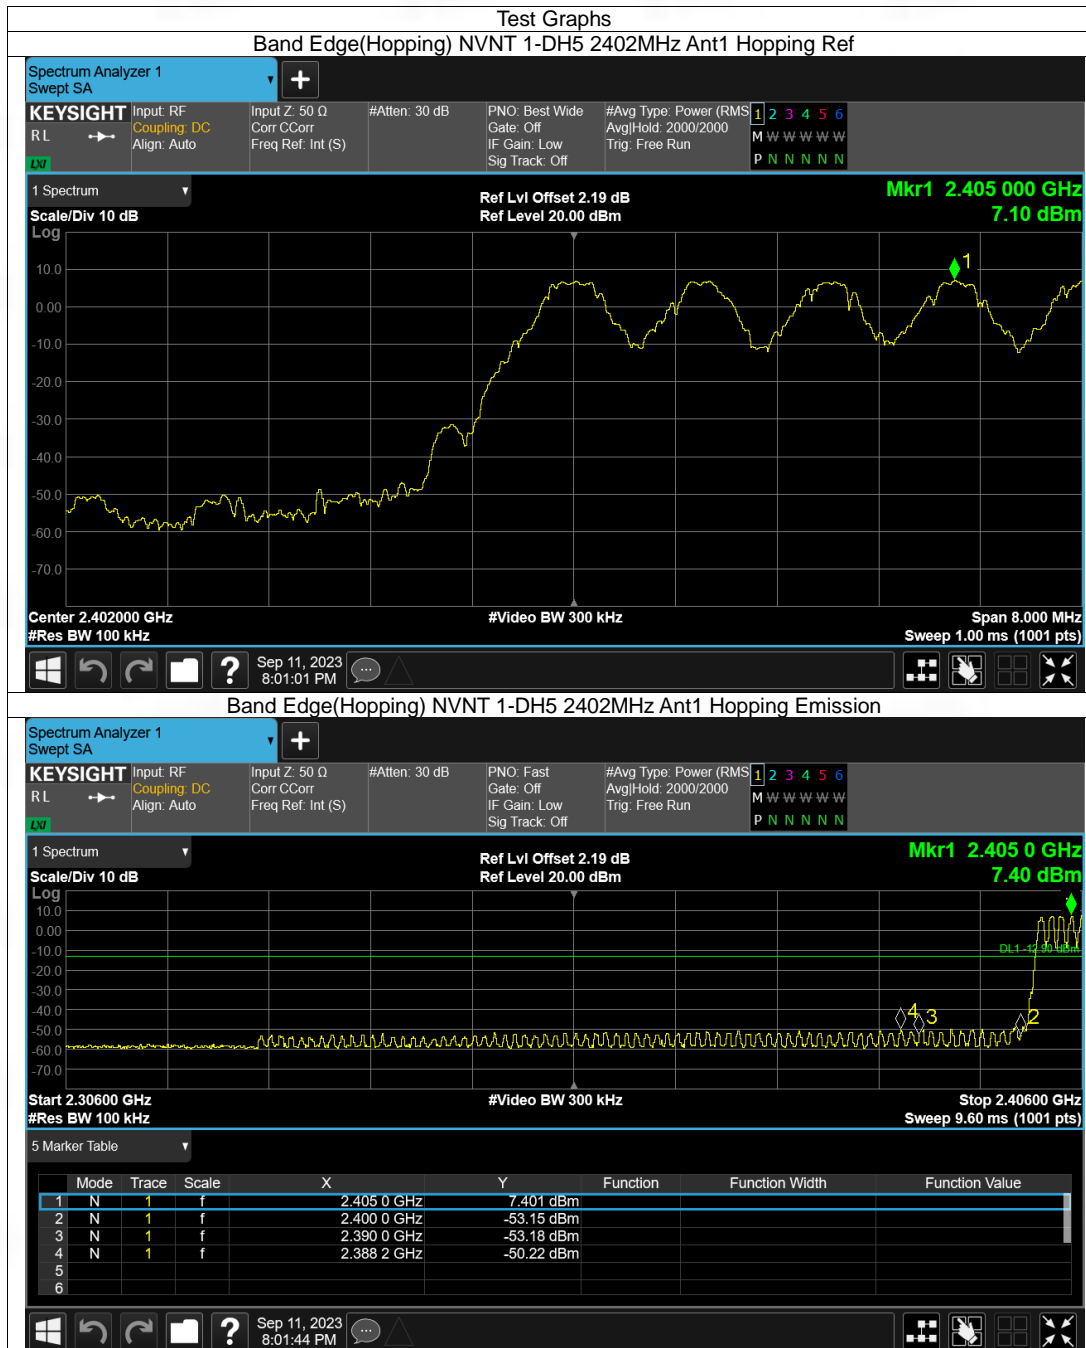 Test Graphs
Band Edge(Hopping) NVNT 1-DH5 2402MHz Ant1 Hopping Ref
Spectrum Analyzer 1
Swept SA
KEYSIGHT Input: RF Input Z: 50 Ω #Atten: 30 dB PNO: Best Wide #Avg Type: Power (RMS 1 2 3 4 5 6
RL Coupling: DC Corr CCorr Gate: Off Avg|Hold: 2000/2000 M W W W W W
Align: Auto Freq Ref: Int (S) IF Gain: Low Trig: Free Run
LXI Sig Track: Off P N N N N N
1 Spectrum Ref Lvl Offset 2.19 dB Mkr1 2.405 000 GHz
Scale/Div 10 dB Ref Level 20.00 dBm 7.10 dBm
Log
1
10.0
0.00
-10.0
-20.0
-30.0
-40.0
-50.0
-60.0
-70.0
Center 2.402000 GHz #Video BW 300 kHz Span 8.000 MHz
#Res BW 100 kHz Sweep 1.00 ms (1001 pts)
? Sep 11, 2023
8:01:01 PM
Band Edge(Hopping) NVNT 1-DH5 2402MHz Ant1 Hopping Emission
Spectrum Analyzer 1
Swept SA
KEYSIGHT Input: RF Input Z: 50 Ω #Atten: 30 dB PNO: Fast #Avg Type: Power (RMS 1 2 3 4 5 6
RL Coupling: DC Corr CCorr Gate: Off Avg|Hold: 2000/2000 M W W W W W
Align: Auto Freq Ref: Int (S) IF Gain: Low Trig: Free Run
LXI Sig Track: Off P N N N N N
1 Spectrum Ref Lvl Offset 2.19 dB Mkr1 2.405 0 GHz
Scale/Div 10 dB Ref Level 20.00 dBm 7.40 dBm
Log
10.0
0.00
-10.0 DL1 -12.90 dBm
-20.0
-30.0
-40.0
4 3 2
-50.0
-60.0
-70.0
Start 2.30600 GHz #Video BW 300 kHz Stop 2.40600 GHz
#Res BW 100 kHz Sweep 9.60 ms (1001 pts)
5 Marker Table
Mode Trace Scale X Y Function Function Width Function Value
1 N 1 f 2.405 0 GHz 7.401 dBm
2 N 1 f 2.400 0 GHz -53.15 dBm
3 N 1 f 2.390 0 GHz -53.18 dBm
4 N 1 f 2.388 2 GHz -50.22 dBm
5
6
? Sep 11, 2023
8:01:44 PM